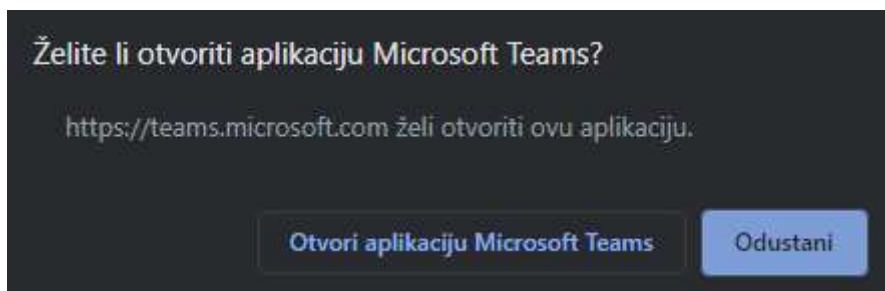 Želite li otvoriti aplikaciju Microsoft Teams?
https://teams.microsoft.com želi otvoriti ovu aplikaciju.
Otvori aplikaciju Microsoft Teams Odustani